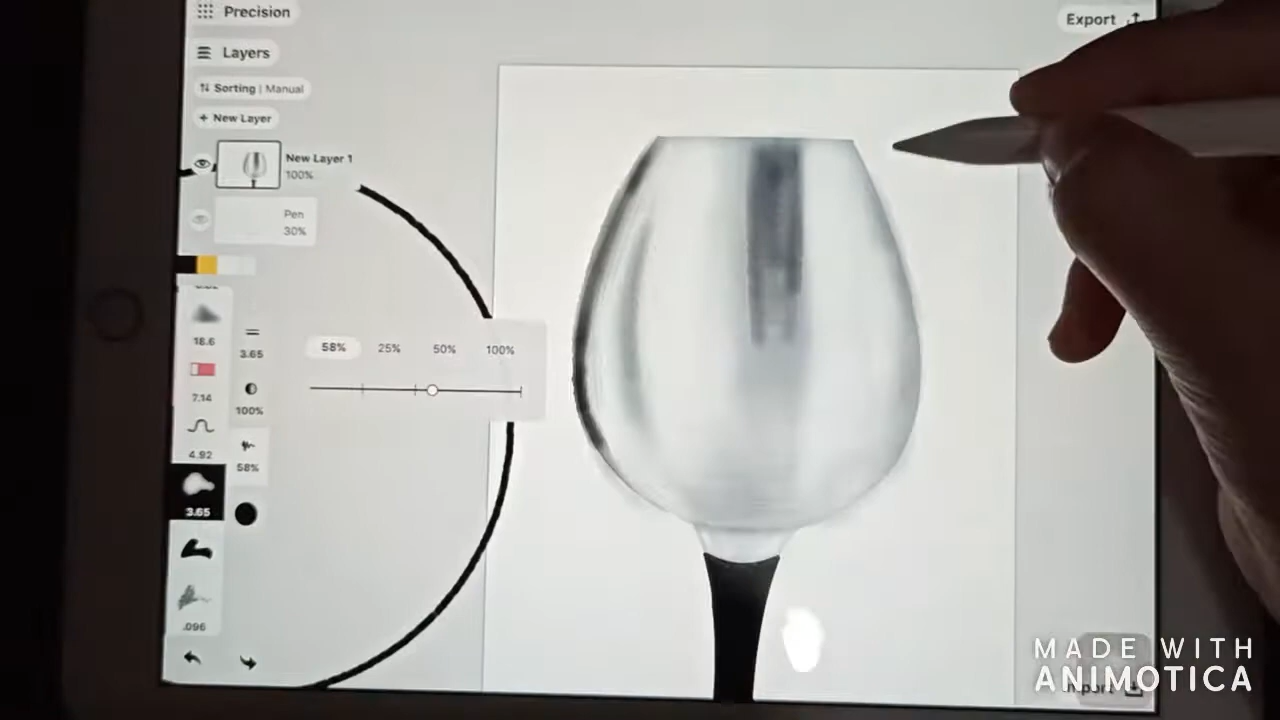 Precision
Export
Layers
Sorting | Manual
+ New Layer
New Layer 1
100%
Pen
30%
18.6
3.65
58% 25% 50% 100%
7.14
100%
4.92
58%
3.65
.096
MADE WITH
ANIMOTICA